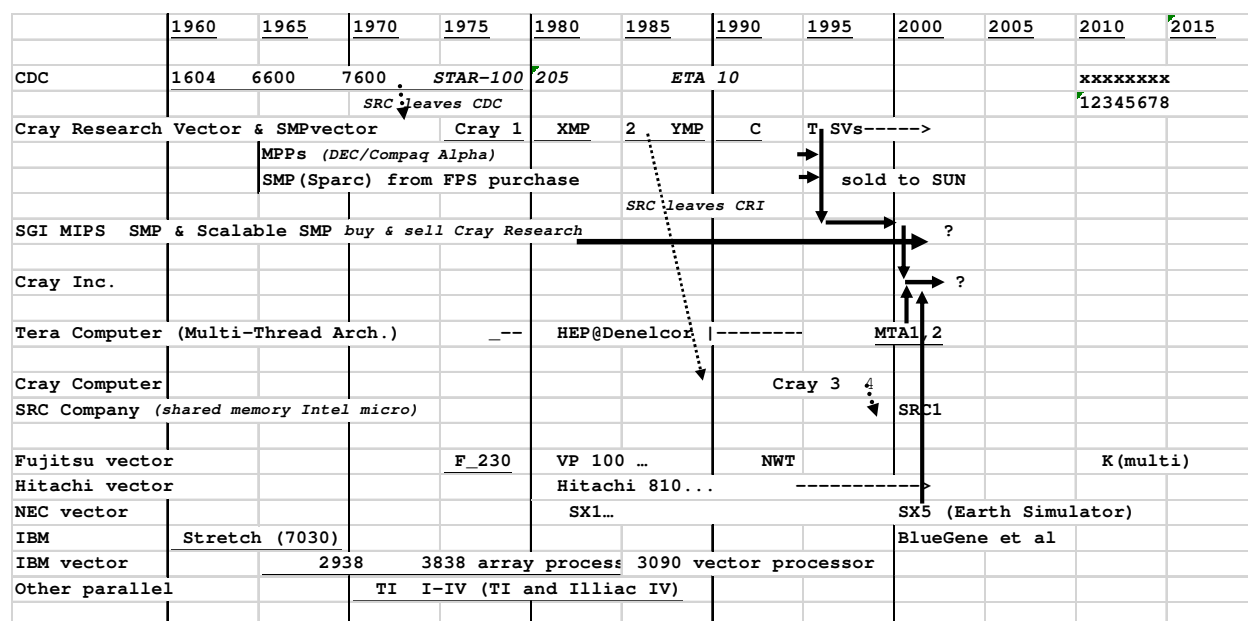 1960 1965 1970 1975 1980 1985 1990 1995 2000 2005 2010 2015
CDC 1604 6600 7600 STAR-100 205 ETA 10 xxxxxxxx
SRC leaves CDC 12345678
Cray Research Vector & SMPvector Cray 1 XMP 2 YMP C T SVs----->
MPPs (DEC/Compaq Alpha)
SMP(Sparc) from FPS purchase sold to SUN
SRC leaves CRI
SGI MIPS SMP & Scalable SMP buy & sell Cray Research ?
Cray Inc. ?
Tera Computer (Multi-Thread Arch.) _-- HEP@Denelcor |-------- MTA1,2
Cray Computer Cray 3 4
SRC Company (shared memory Intel micro) SRC1
Fujitsu vector F_230 VP 100 … NWT K(multi)
Hitachi vector Hitachi 810... ----------->
NEC vector SX1… SX5 (Earth Simulator)
IBM Stretch (7030) BlueGene et al
IBM vector 2938 3838 array process 3090 vector processor
Other parallel TI I-IV (TI and Illiac IV)